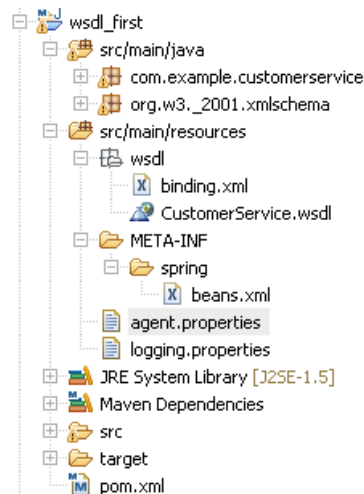 wsdl_first
src/main/java
com.example.customerservice
org.w3._2001.xmlschema
src/main/resources
wsdl
binding.xml
CustomerService.wsdl
META-INF
spring
beans.xml
agent.properties
logging.properties
JRE System Library [J2SE-1.5]
Maven Dependencies
src
target
pom.xml